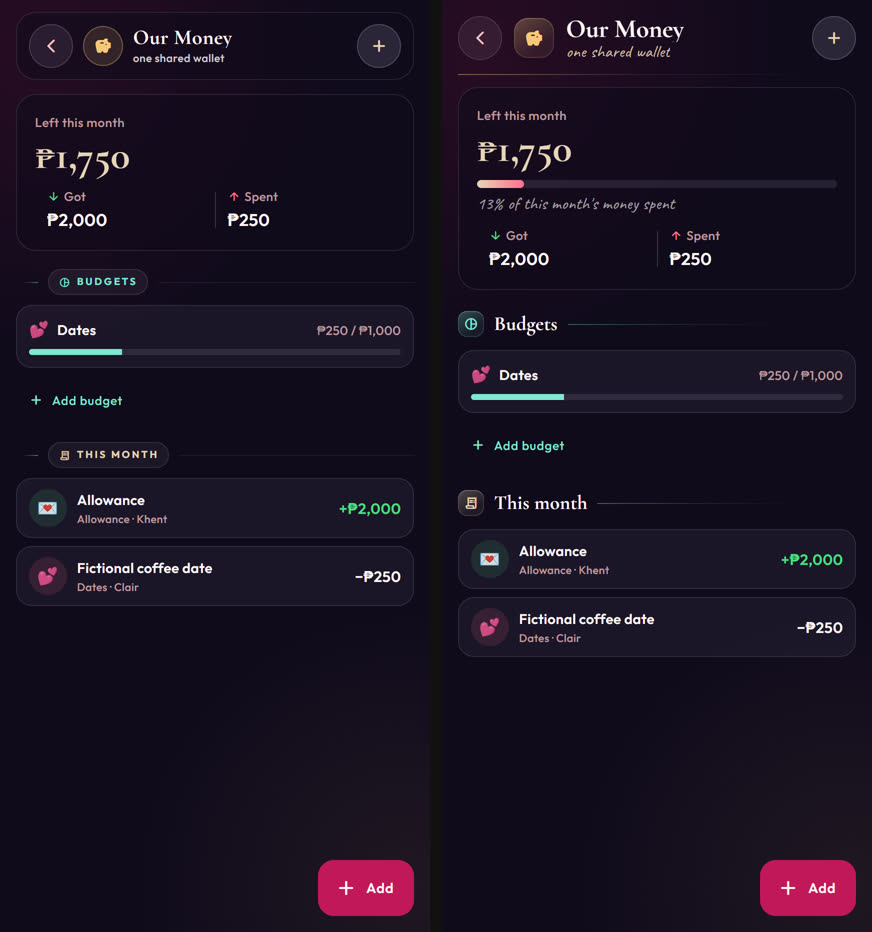 Our Money
one shared wallet
Left this month
₱1,750
Got
₱2,000
Spent
₱250
BUDGETS
Dates
₱250 / ₱1,000
+ Add budget
THIS MONTH
Allowance
Allowance · Khent
+₱2,000
Fictional coffee date
Dates · Clair
−₱250
+ Add
Our Money
one shared wallet
Left this month
₱1,750
13% of this month's money spent
Got
₱2,000
Spent
₱250
Budgets
Dates
₱250 / ₱1,000
+ Add budget
This month
Allowance
Allowance · Khent
+₱2,000
Fictional coffee date
Dates · Clair
−₱250
+ Add